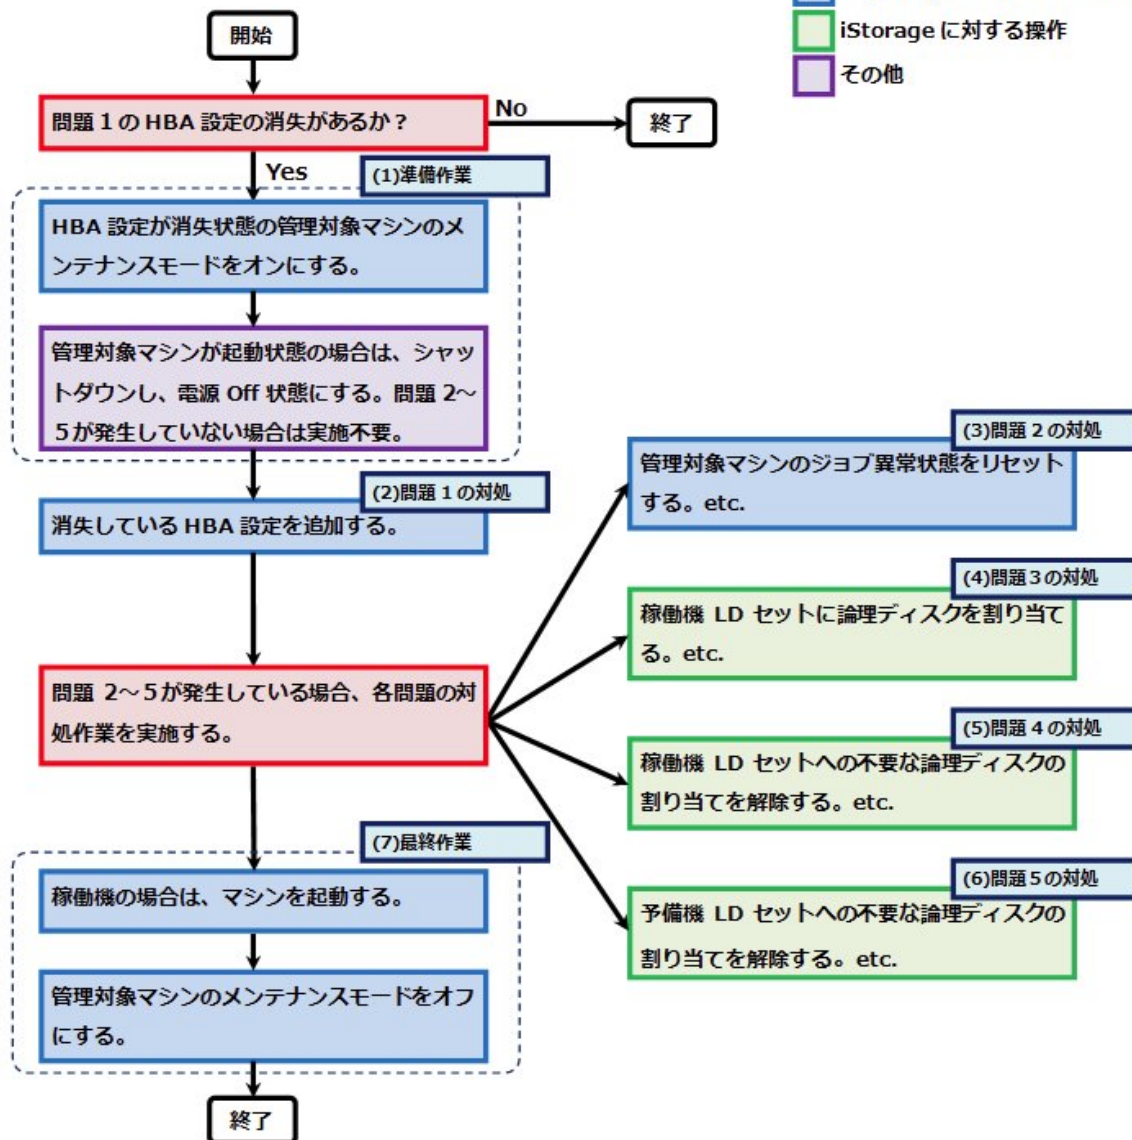 iStorage に対する操作
その他
開始
問題１の HBA 設定の消失があるか？
No
終了
Yes
(1)準備作業
HBA 設定が消失状態の管理対象マシンのメ
ンテナンスモードをオンにする。
管理対象マシンが起動状態の場合は、シャッ
トダウンし、電源 Off 状態にする。問題 2～
５が発生していない場合は実施不要。
(2)問題１の対処
消失している HBA 設定を追加する。
問題 2～５が発生している場合、各問題の対
処作業を実施する。
(3)問題２の対処
管理対象マシンのジョブ異常状態をリセット
する。etc.
(4)問題３の対処
稼働機 LD セットに論理ディスクを割り当て
る。etc.
(5)問題４の対処
稼働機 LD セットへの不要な論理ディスクの
割り当てを解除する。etc.
(6)問題５の対処
予備機 LD セットへの不要な論理ディスクの
割り当てを解除する。etc.
(7)最終作業
稼働機の場合は、マシンを起動する。
管理対象マシンのメンテナンスモードをオフ
にする。
終了